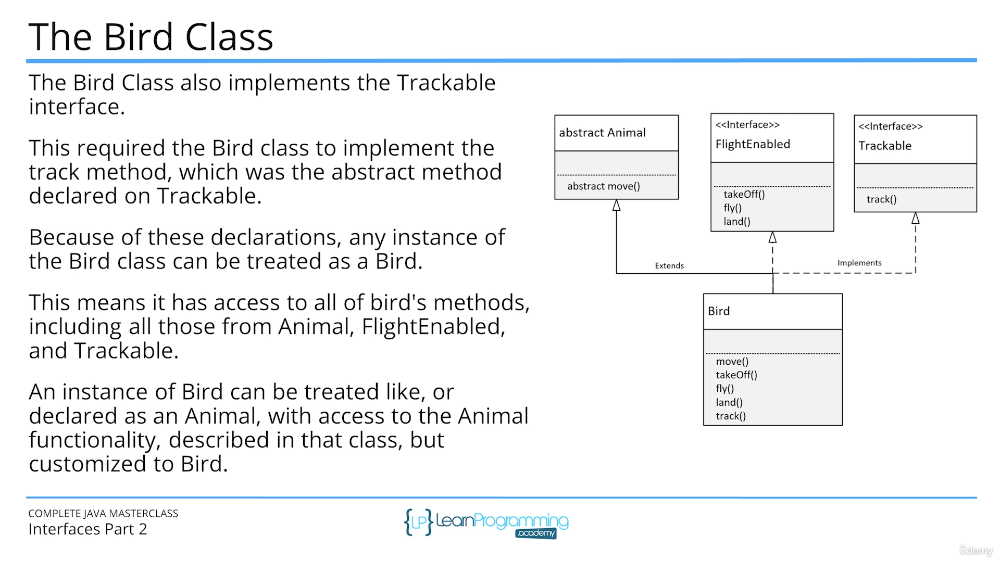 The Bird Class
The Bird Class also implements the Trackable
interface.
This required the Bird class to implement the
track method, which was the abstract method
declared on Trackable.
Because of these declarations, any instance of
the Bird class can be treated as a Bird.
This means it has access to all of bird's methods,
including all those from Animal, FlightEnabled,
and Trackable.
An instance of Bird can be treated like, or
declared as an Animal, with access to the Animal
functionality, described in that class, but
customized to Bird.
abstract Animal
abstract move()
<<Interface>>
FlightEnabled
takeOff()
fly()
land()
<<Interface>>
Trackable
track()
Extends
Implements
Bird
move()
takeOff()
fly()
land()
track()
COMPLETE JAVA MASTERCLASS
Interfaces Part 2
{LP} LearnProgramming
.academy
ûdemy